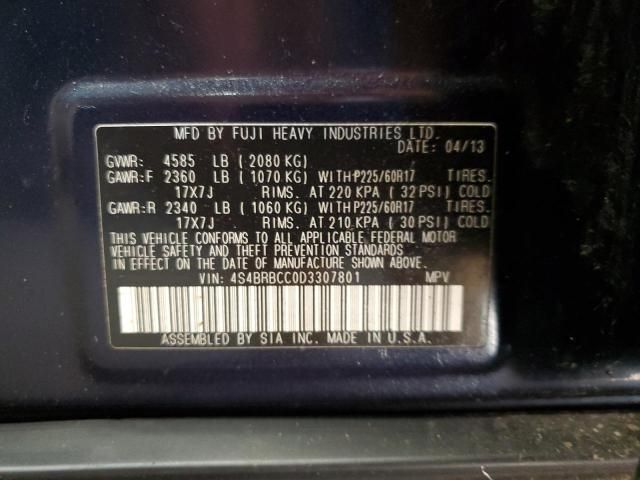 MFD BY FUJI HEAVY INDUSTRIES LTD.
DATE: 04/13
GVWR: 4585 LB ( 2080 KG)
GAWR:F 2360 LB ( 1070 KG) WITH P225/60R17 TIRES.
17X7J RIMS. AT 220 KPA ( 32 PSI) COLD
GAWR:R 2340 LB ( 1060 KG) WITH P225/60R17 TIRES.
17X7J RIMS. AT 210 KPA ( 30 PSI) COLD
THIS VEHICLE CONFORMS TO ALL APPLICABLE FEDERAL MOTOR
VEHICLE SAFETY AND THEFT PREVENTION STANDARDS
IN EFFECT ON THE DATE OF MANUFACTURE SHOWN ABOVE.
VIN: 4S4BRBCC0D3307801 MPV
ASSEMBLED BY SIA INC. MADE IN U.S.A.